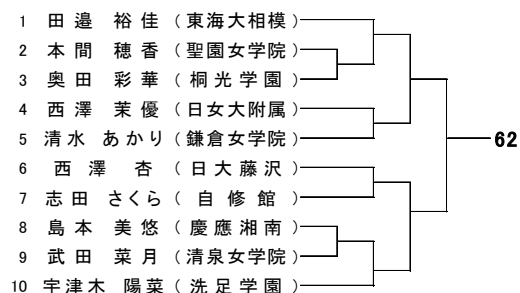 1 田邉 裕佳 (東海大相模)
2 本間 穂香 (聖園女学院)
3 奥田 彩華 (桐光学園)
4 西澤 茉優 (日女大附属)
5 清水 あかり (鎌倉女学院)
6 西澤 杏 (日大藤沢)
7 志田 さくら (自修館)
8 島本 美悠 (慶應湘南)
9 武田 菜月 (清泉女学院)
10 宇津木 陽菜 (洗足学園)
62